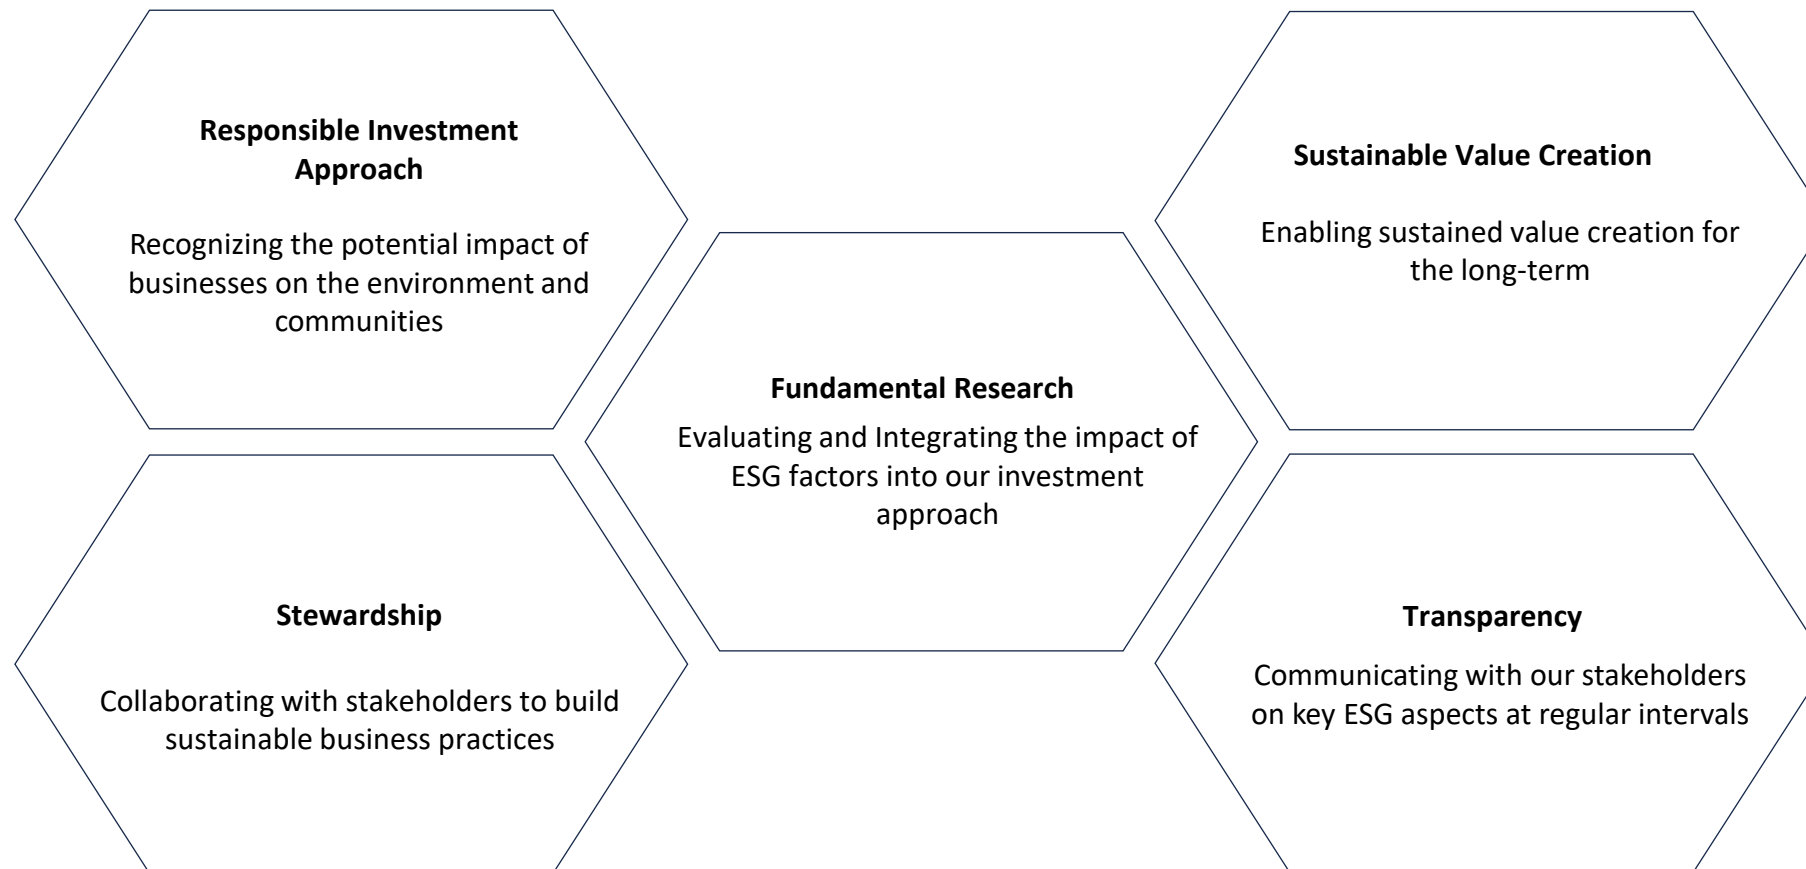 Responsible Investment
Approach
Recognizing the potential impact of
businesses on the environment and
communities
Sustainable Value Creation
Enabling sustained value creation for
the long-term
Fundamental Research
Evaluating and Integrating the impact of
ESG factors into our investment
approach
Stewardship
Collaborating with stakeholders to build
sustainable business practices
Transparency
Communicating with our stakeholders
on key ESG aspects at regular intervals